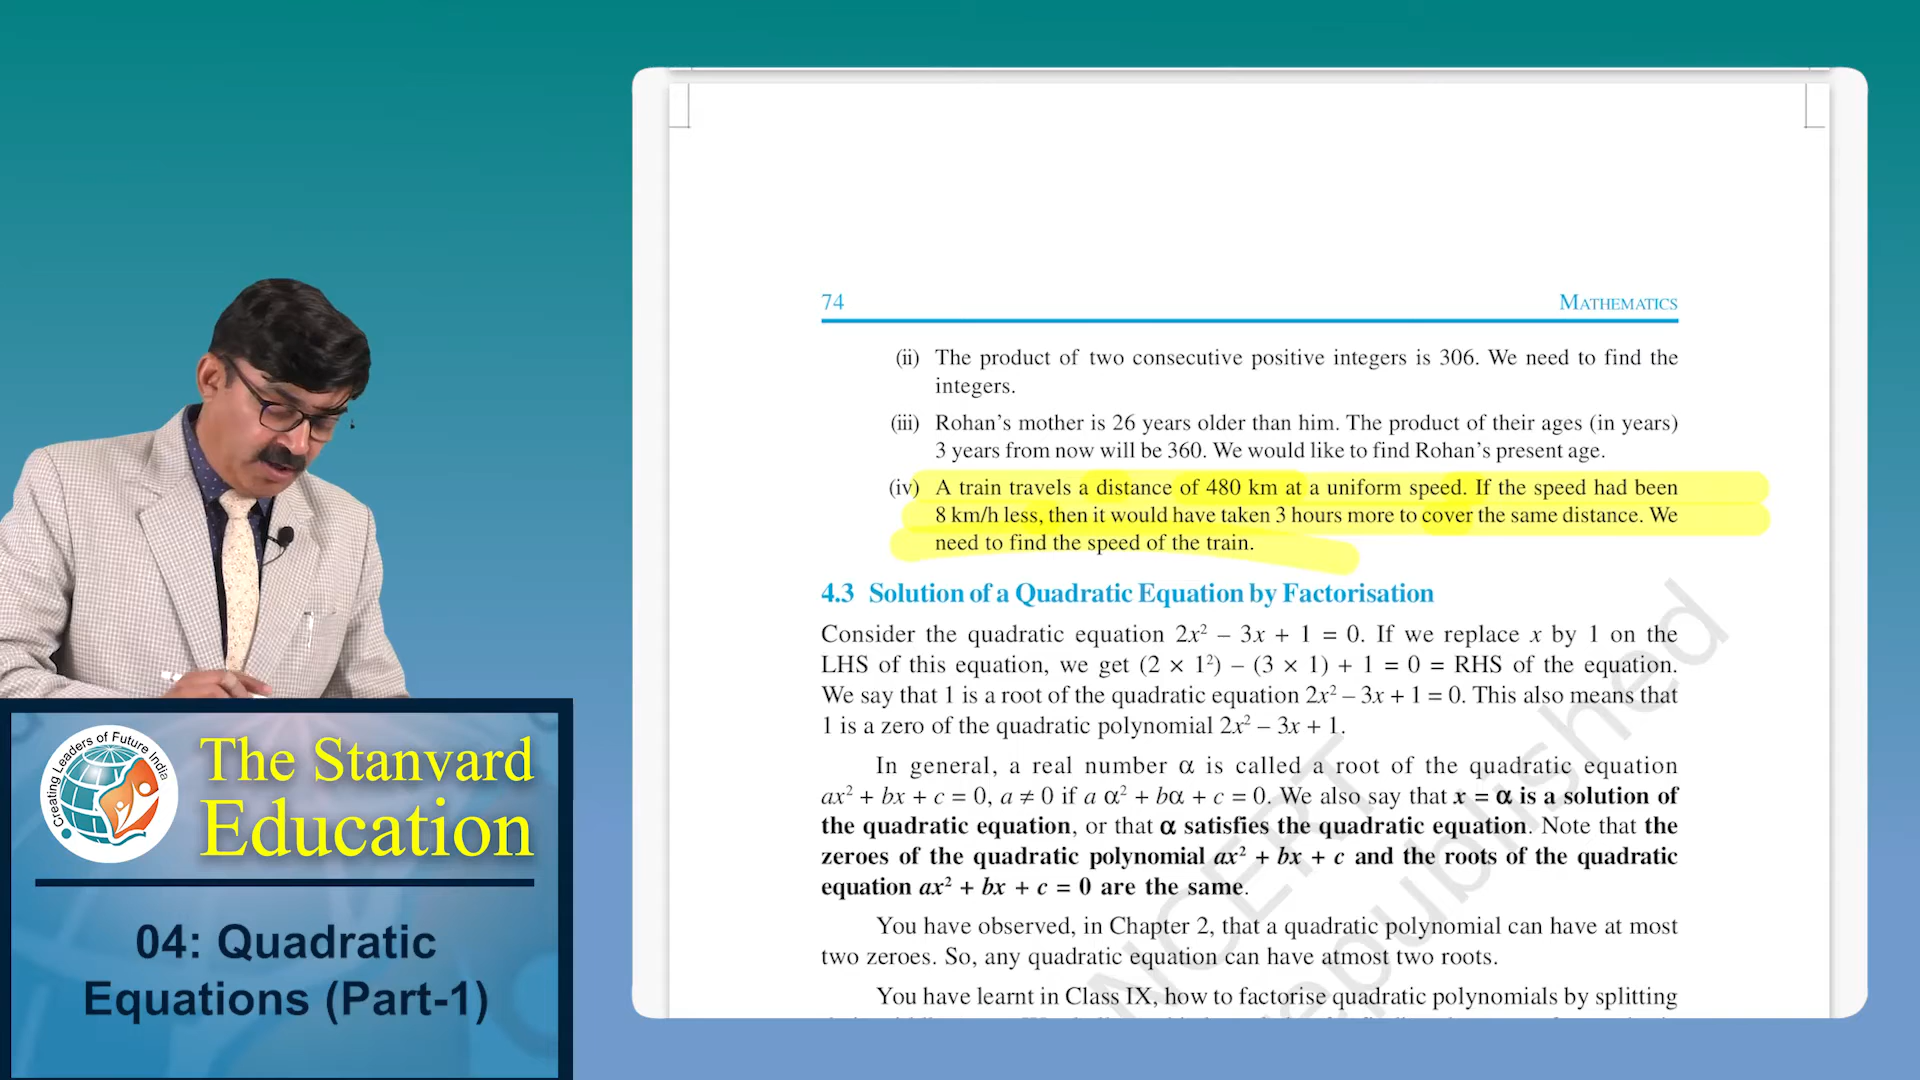 74 MATHEMATICS
(ii) The product of two consecutive positive integers is 306. We need to find the
integers.
(iii) Rohan’s mother is 26 years older than him. The product of their ages (in years)
3 years from now will be 360. We would like to find Rohan’s present age.
(iv) A train travels a distance of 480 km at a uniform speed. If the speed had been
8 km/h less, then it would have taken 3 hours more to cover the same distance. We
need to find the speed of the train.
4.3 Solution of a Quadratic Equation by Factorisation
Consider the quadratic equation 2x² – 3x + 1 = 0. If we replace x by 1 on the
LHS of this equation, we get (2 × 1²) – (3 × 1) + 1 = 0 = RHS of the equation.
We say that 1 is a root of the quadratic equation 2x² – 3x + 1 = 0. This also means that
1 is a zero of the quadratic polynomial 2x² – 3x + 1.
In general, a real number α is called a root of the quadratic equation
ax² + bx + c = 0, a ≠ 0 if a α² + bα + c = 0. We also say that x = α is a solution of
the quadratic equation, or that α satisfies the quadratic equation. Note that the
zeroes of the quadratic polynomial ax² + bx + c and the roots of the quadratic
equation ax² + bx + c = 0 are the same.
You have observed, in Chapter 2, that a quadratic polynomial can have at most
two zeroes. So, any quadratic equation can have atmost two roots.
You have learnt in Class IX, how to factorise quadratic polynomials by splitting
NCERT
republished
Creating Leaders of Future India
The Stanvard
Education
04: Quadratic
Equations (Part-1)